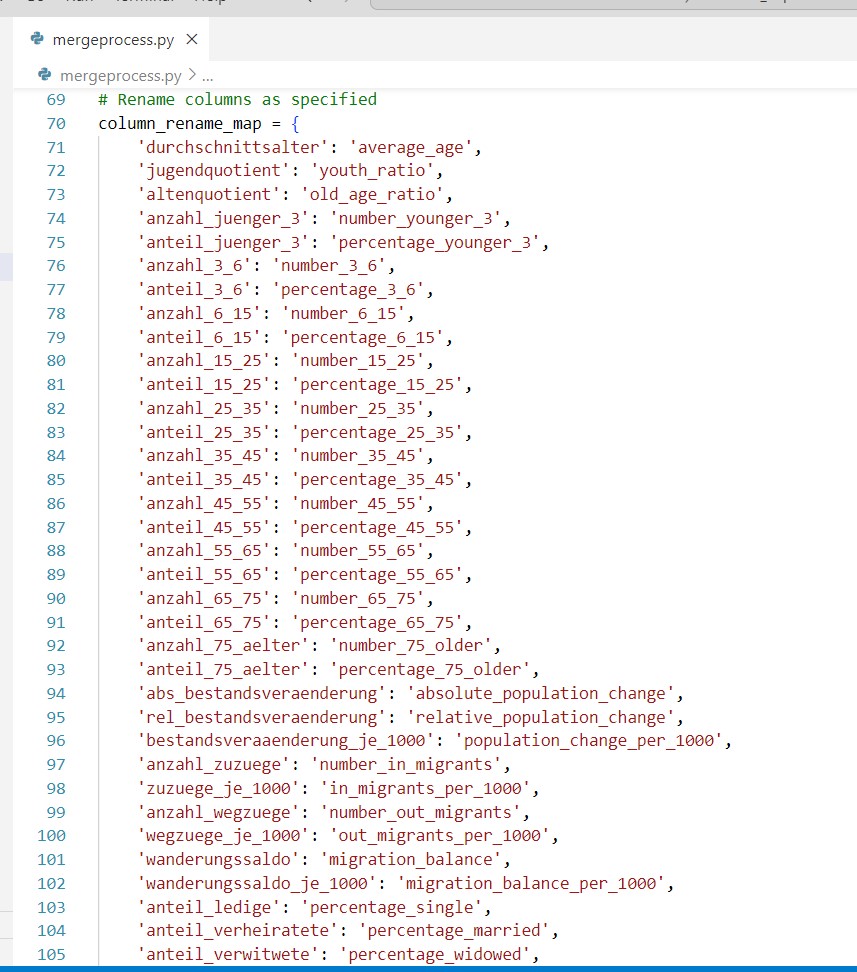 mergeprocess.py ×
mergeprocess.py > ...
69 # Rename columns as specified
70 column_rename_map = {
71 'durchschnittsalter': 'average_age',
72 'jugendquotient': 'youth_ratio',
73 'altenquotient': 'old_age_ratio',
74 'anzahl_juenger_3': 'number_younger_3',
75 'anteil_juenger_3': 'percentage_younger_3',
76 'anzahl_3_6': 'number_3_6',
77 'anteil_3_6': 'percentage_3_6',
78 'anzahl_6_15': 'number_6_15',
79 'anteil_6_15': 'percentage_6_15',
80 'anzahl_15_25': 'number_15_25',
81 'anteil_15_25': 'percentage_15_25',
82 'anzahl_25_35': 'number_25_35',
83 'anteil_25_35': 'percentage_25_35',
84 'anzahl_35_45': 'number_35_45',
85 'anteil_35_45': 'percentage_35_45',
86 'anzahl_45_55': 'number_45_55',
87 'anteil_45_55': 'percentage_45_55',
88 'anzahl_55_65': 'number_55_65',
89 'anteil_55_65': 'percentage_55_65',
90 'anzahl_65_75': 'number_65_75',
91 'anteil_65_75': 'percentage_65_75',
92 'anzahl_75_aelter': 'number_75_older',
93 'anteil_75_aelter': 'percentage_75_older',
94 'abs_bestandsveraenderung': 'absolute_population_change',
95 'rel_bestandsveraenderung': 'relative_population_change',
96 'bestandsveraaenderung_je_1000': 'population_change_per_1000',
97 'anzahl_zuzuege': 'number_in_migrants',
98 'zuzuege_je_1000': 'in_migrants_per_1000',
99 'anzahl_wegzuege': 'number_out_migrants',
100 'wegzuege_je_1000': 'out_migrants_per_1000',
101 'wanderungssaldo': 'migration_balance',
102 'wanderungssaldo_je_1000': 'migration_balance_per_1000',
103 'anteil_ledige': 'percentage_single',
104 'anteil_verheiratete': 'percentage_married',
105 'anteil_verwitwete': 'percentage_widowed',